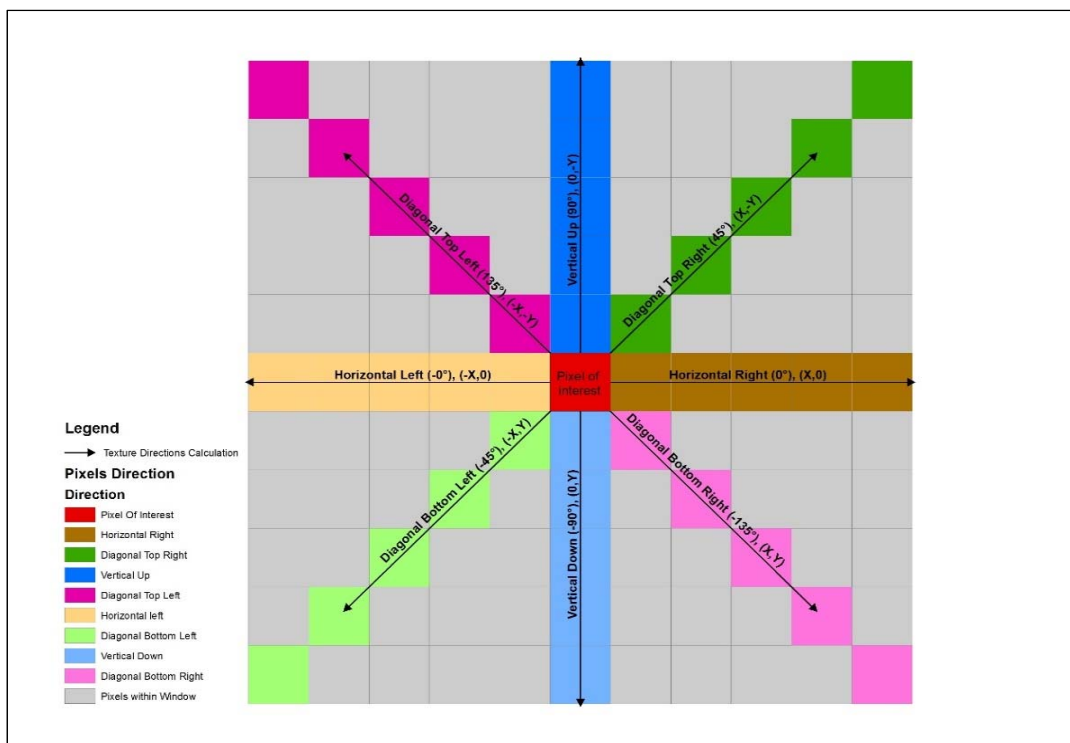 Diagonal Top Left (135°), (-X,-Y)
Vertical Up (90°), (0,-Y)
Diagonal Top Right (45°), (X,-Y)
Horizontal Left (-0°), (-X,0)
Pixel of
interest
Horizontal Right (0°), (X,0)
Diagonal Bottom Left (-45°), (-X,Y)
Vertical Down (-90°), (0,Y)
Diagonal Bottom Right (-135°), (X,Y)
Legend
Texture Directions Calculation
Pixels Direction
Direction
Pixel Of Interest
Horizontal Right
Diagonal Top Right
Vertical Up
Diagonal Top Left
Horizontal left
Diagonal Bottom Left
Vertical Down
Diagonal Bottom Right
Pixels within Window